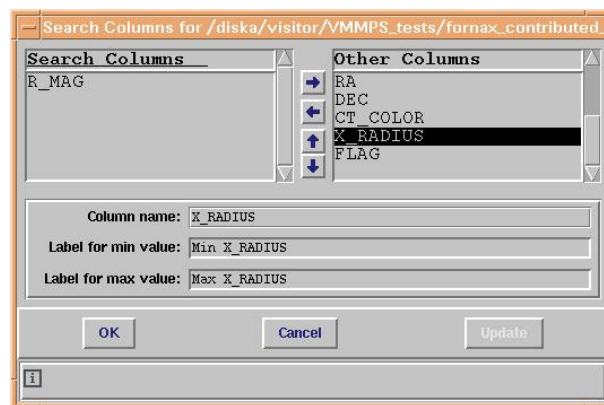 Search Columns for /diska/visitor/VMMPS_tests/fornax_contributed_
Search Columns
R_MAG
Other Columns
RA
DEC
CT_COLOR
X_RADIUS
FLAG
Column name: X_RADIUS
Label for min value: Min X_RADIUS
Label for max value: Max X_RADIUS
OK
Cancel
Update
i